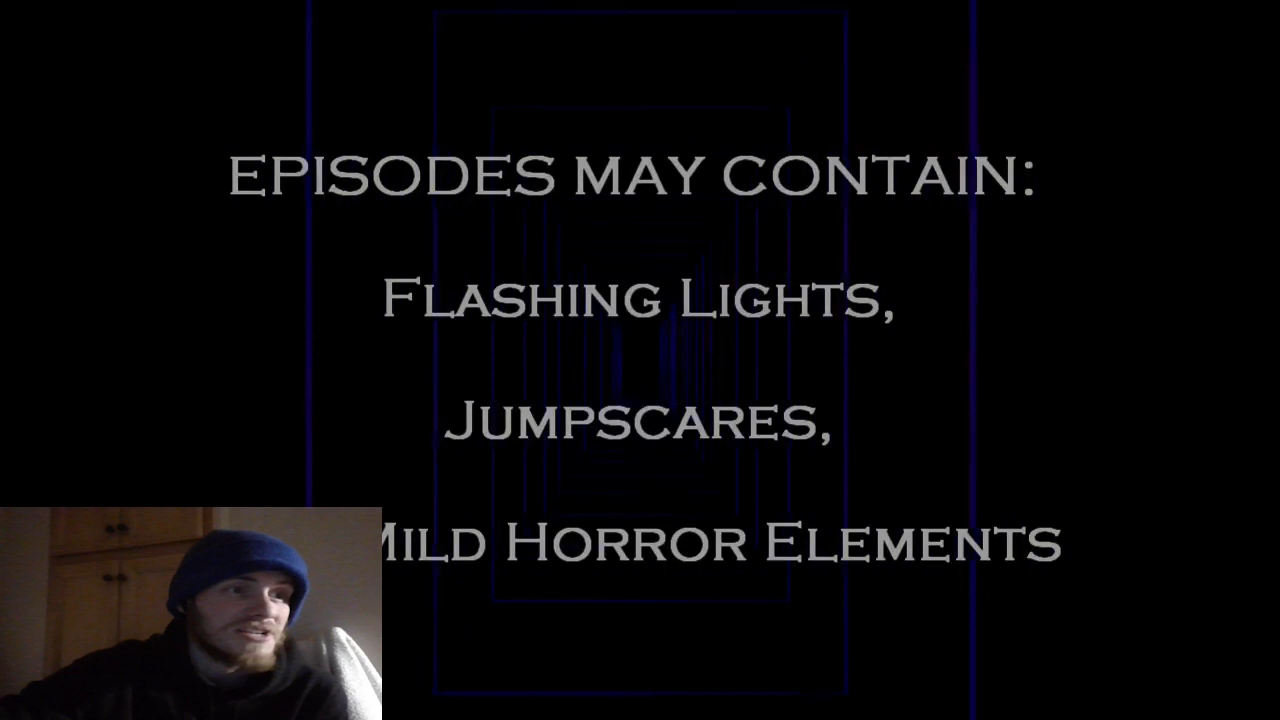 EPISODES MAY CONTAIN:
FLASHING LIGHTS,
JUMPSCARES,
MILD HORROR ELEMENTS